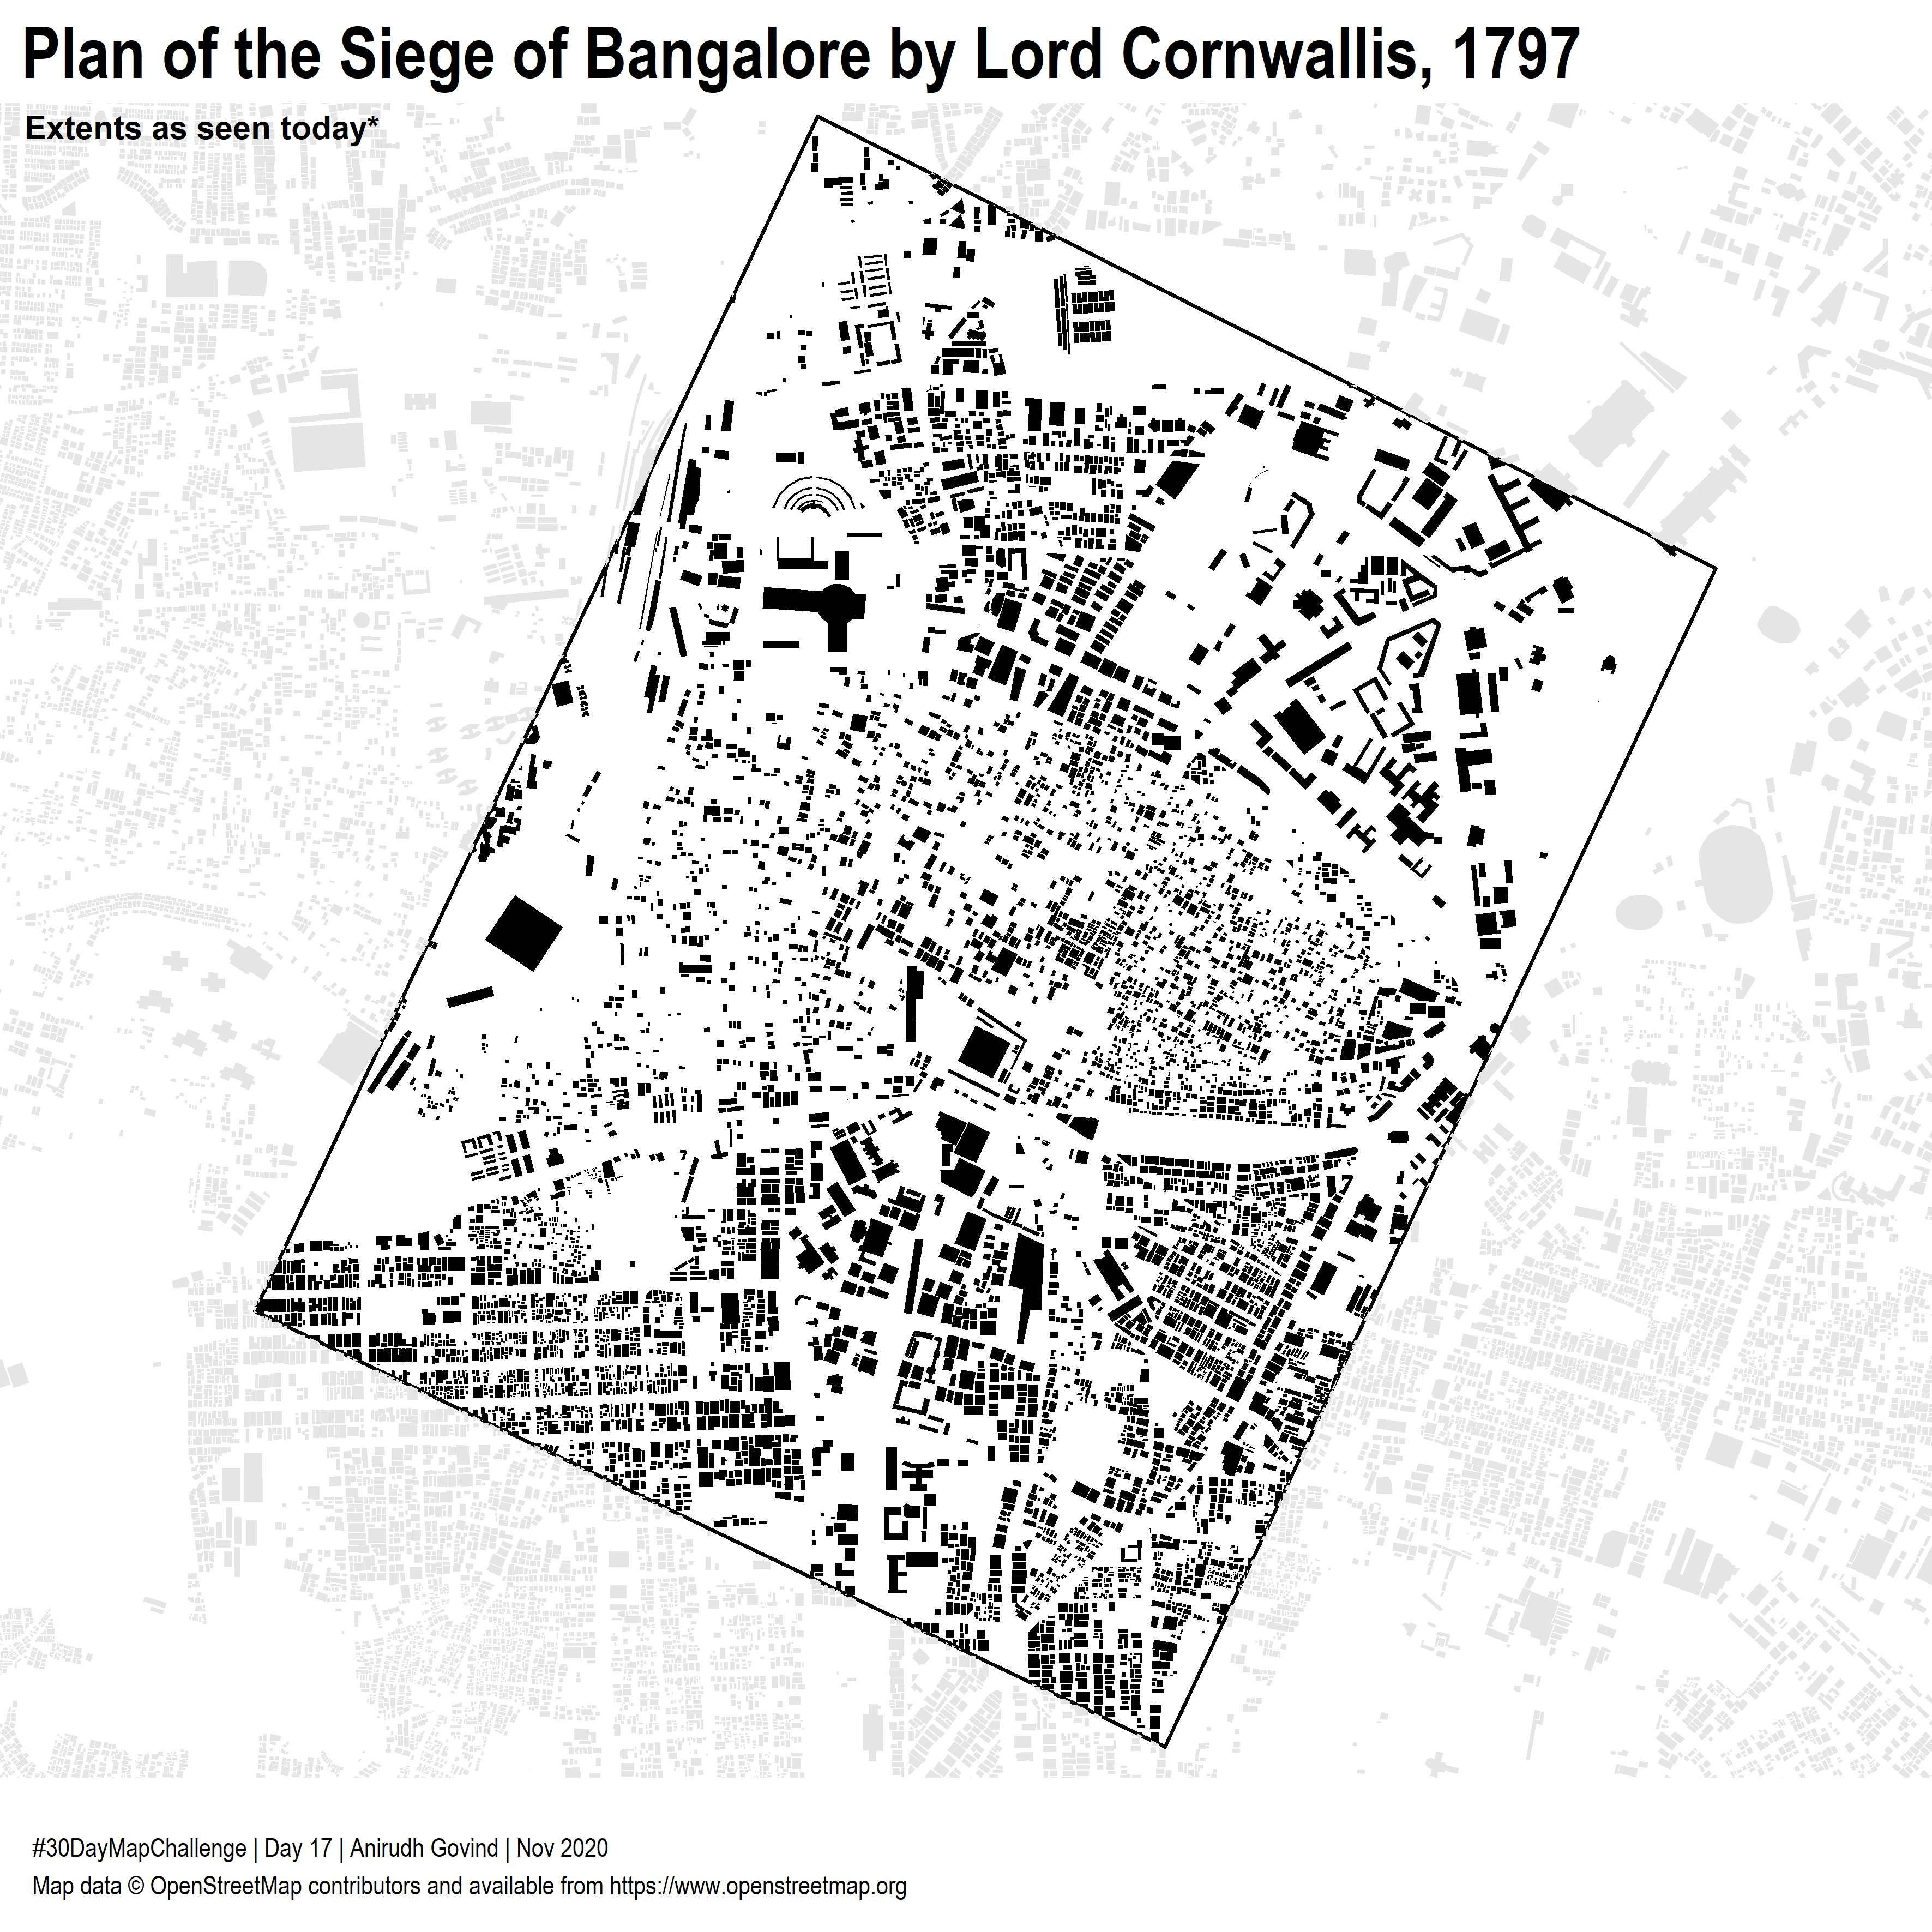 Plan of the Siege of Bangalore by Lord Cornwallis, 1797
Extents as seen today*
#30DayMapChallenge | Day 17 | Anirudh Govind | Nov 2020
Map data © OpenStreetMap contributors and available from https://www.openstreetmap.org